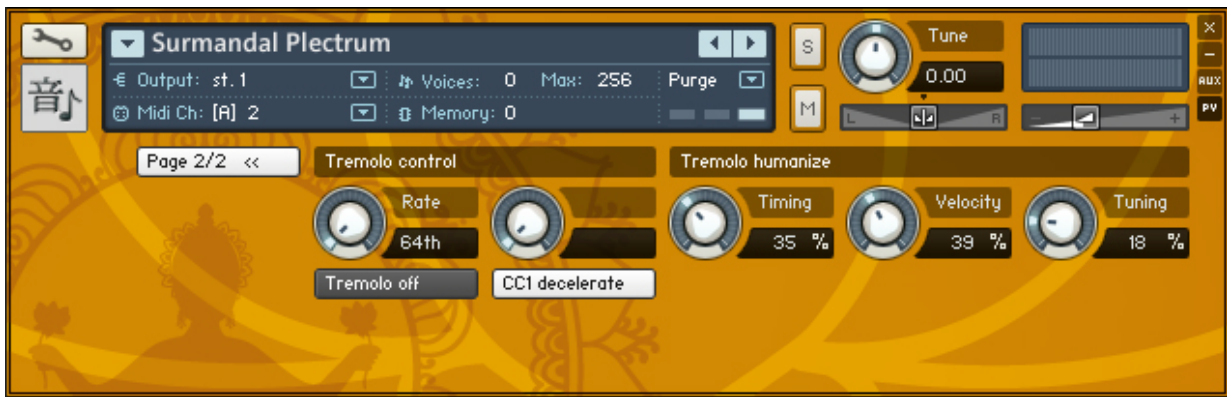 Surmandal Plectrum
Output: st. 1
Voices: 0 Max: 256
Purge
Midi Ch: [A] 2
Memory: 0
S
M
Tune
0.00
L
R
-
+
×
-
AUX
PV
音♪
Page 2/2 <<
Tremolo control
Tremolo humanize
Rate
64th
Timing
35 %
Velocity
39 %
Tuning
18 %
Tremolo off
CC1 decelerate